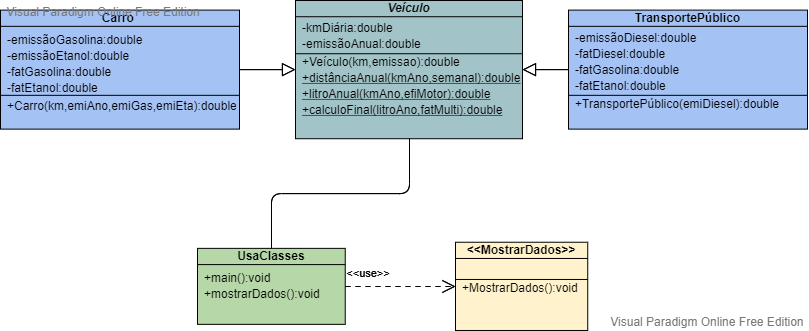 Visual Paradigm Online Free Edition
Carro
-emissãoGasolina:double
-emissãoEtanol:double
-fatGasolina:double
-fatEtanol:double
+Carro(km,emiAno,emiGas,emiEta):double
Veículo
-kmDiária:double
-emissãoAnual:double
+Veículo(km,emissao):double
+distânciaAnual(kmAno,semanal):double
+litroAnual(kmAno,efiMotor):double
+calculoFinal(litroAno,fatMulti):double
TransportePúblico
-emissãoDiesel:double
-fatDiesel:double
-fatGasolina:double
-fatEtanol:double
+TransportePúblico(emiDiesel):double
UsaClasses
+main():void
+mostrarDados():void
<<use>>
<<MostrarDados>>
+MostrarDados():void
Visual Paradigm Online Free Edition